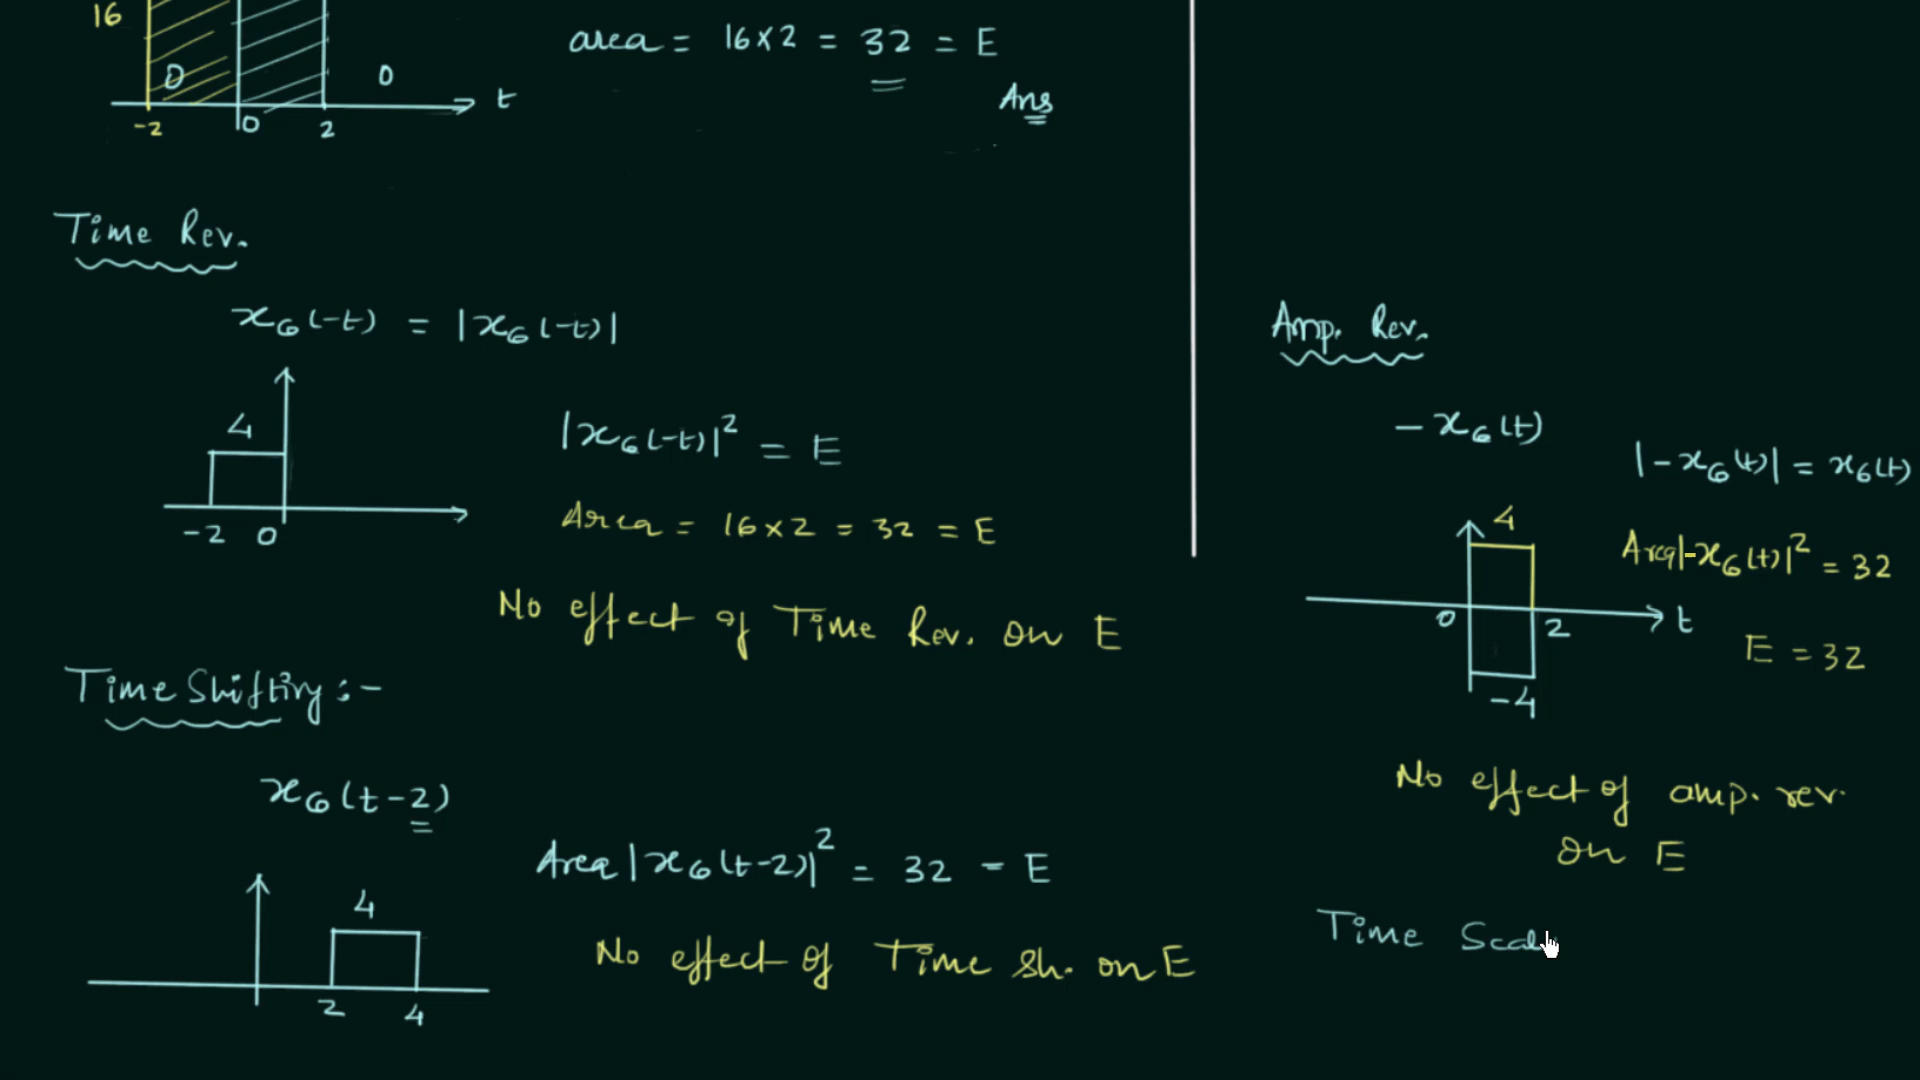 16
area = 16×2 = 32 = E
0 0
t
Ans
-2 0 2
Time Rev.
x6(-t) = |x6(-t)|
4
|x6(-t)|² = E
-2 0
Area = 16×2 = 32 = E
No effect of Time Rev. on E
Time Shifting :-
x6(t-2)
Area |x6(t-2)|² = 32 - E
4
No effect of Time Sh. on E
2 4
Amp. Rev.
-x6(t)
|-x6(t)| = x6(t)
4
Area|-x6(t)|² = 32
0 2 t
E = 32
-4
No effect of amp. rev.
on E
Time